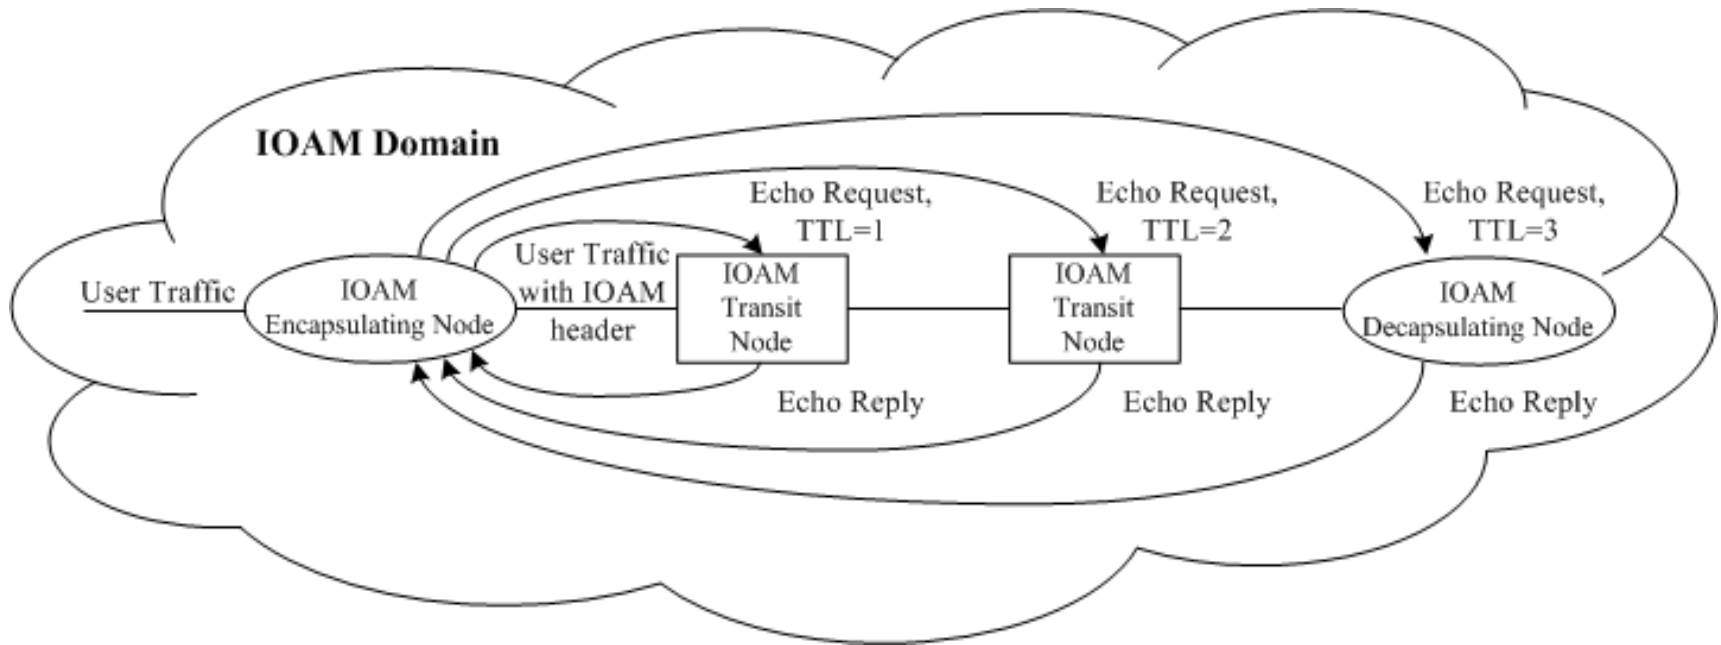 IOAM Domain
Echo Request,
TTL=1
Echo Request,
TTL=2
Echo Request,
TTL=3
User Traffic
IOAM
Encapsulating Node
User Traffic
with IOAM
header
IOAM
Transit
Node
IOAM
Transit
Node
IOAM
Decapsulating Node
Echo Reply
Echo Reply
Echo Reply